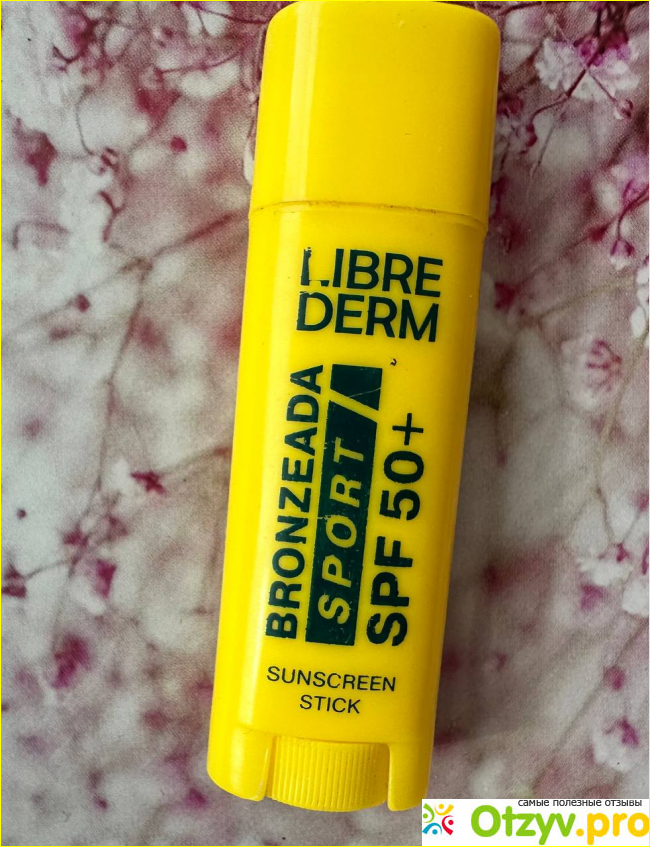 LIBRE
DERM
BRONZEADA
SPORT
SPF 50+
SUNSCREEN
STICK
самые полезные отзывы
Otzyv.pro